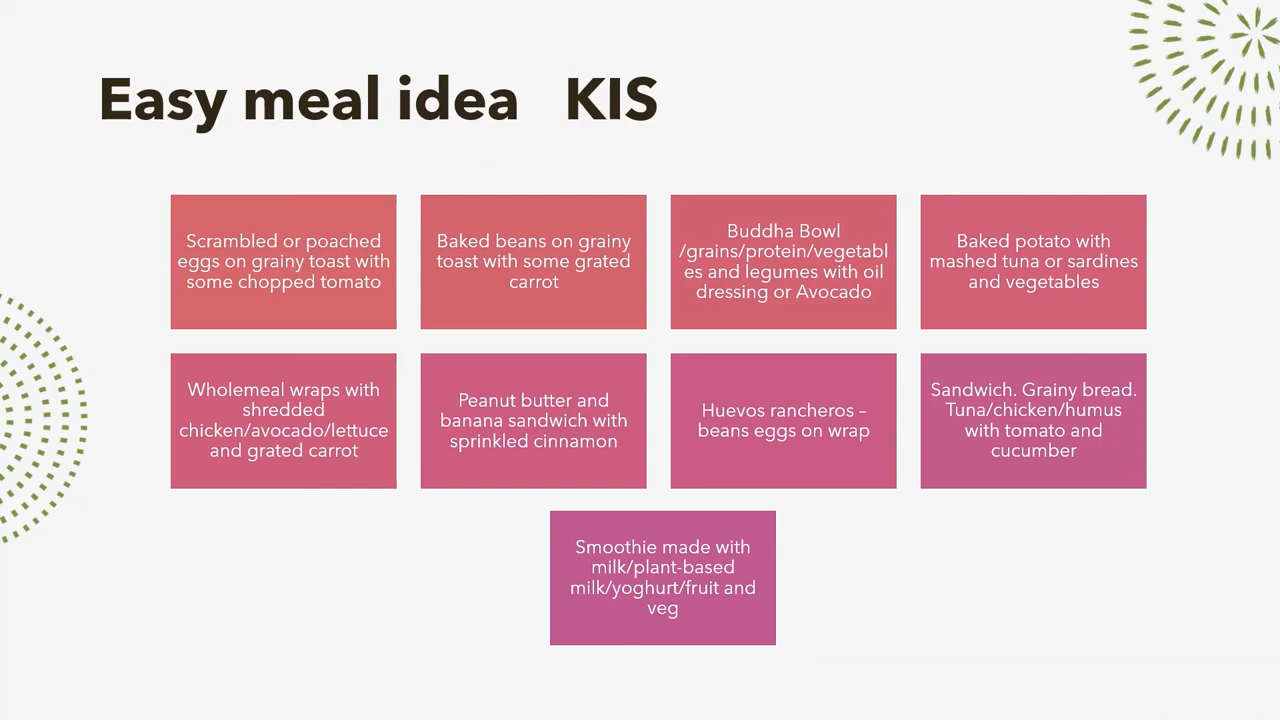 Easy meal idea   KIS
Scrambled or poached
eggs on grainy toast with
some chopped tomato
Baked beans on grainy
toast with some grated
carrot
Buddha Bowl
/grains/protein/vegetabl
es and legumes with oil
dressing or Avocado
Baked potato with
mashed tuna or sardines
and vegetables
Wholemeal wraps with
shredded
chicken/avocado/lettuce
and grated carrot
Peanut butter and
banana sandwich with
sprinkled cinnamon
Huevos rancheros –
beans eggs on wrap
Sandwich. Grainy bread.
Tuna/chicken/humus
with tomato and
cucumber
Smoothie made with
milk/plant-based
milk/yoghurt/fruit and
veg